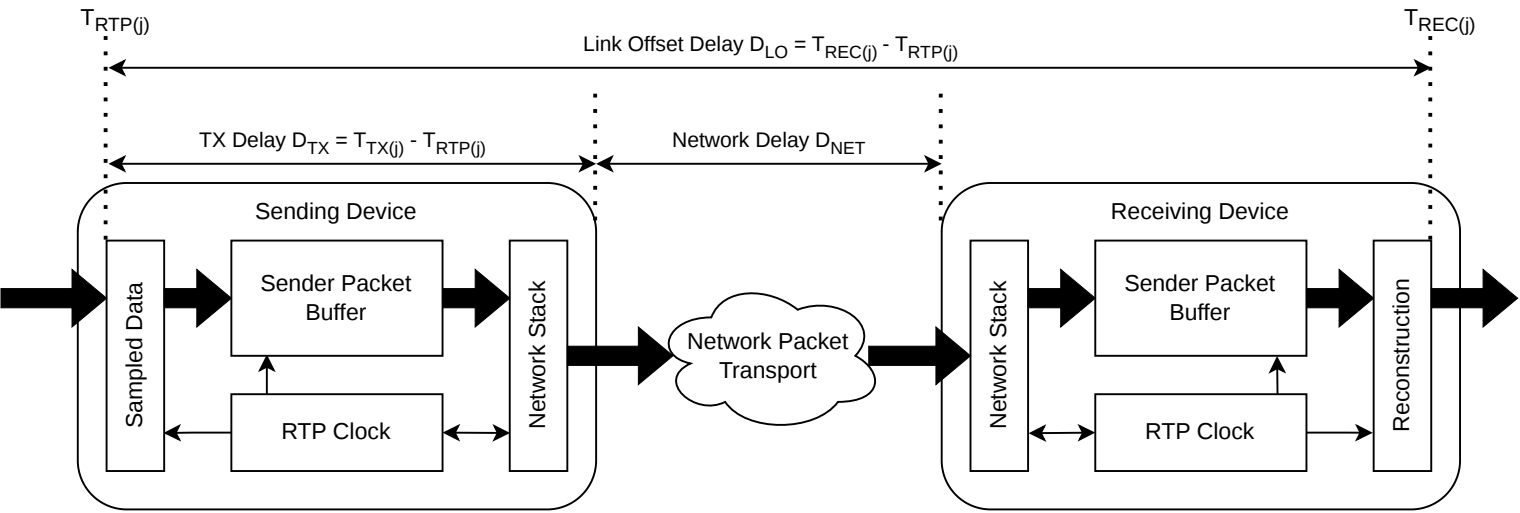 T_RTP(j)
T_REC(j)
Link Offset Delay D_LO = T_REC(j) - T_RTP(j)
TX Delay D_TX = T_TX(j) - T_RTP(j)
Network Delay D_NET
Sending Device
Receiving Device
Sampled Data
Sender Packet
Buffer
RTP Clock
Network Stack
Network Packet
Transport
Network Stack
Sender Packet
Buffer
RTP Clock
Reconstruction